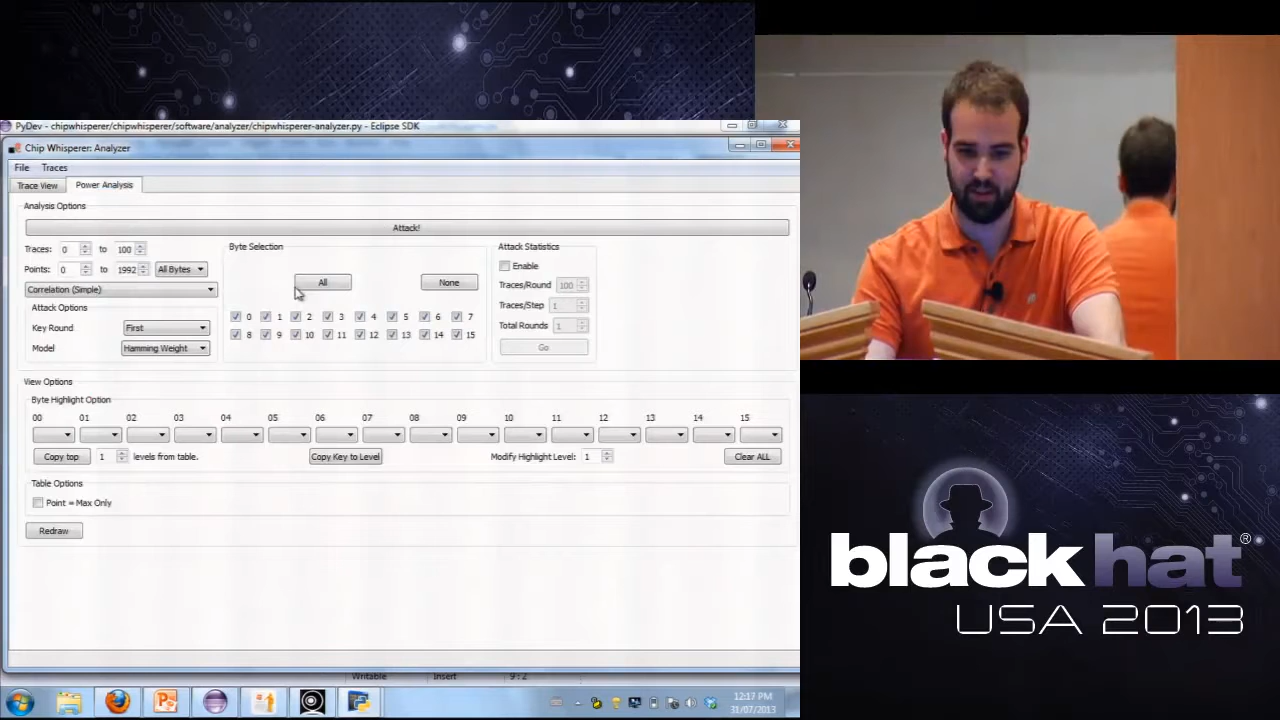 PyDev - chipwhisperer/chipwhisperer/software/analyzer/chipwhisperer-analyzer.py - Eclipse SDK
Chip Whisperer: Analyzer
File Traces
Trace View Power Analysis
Analysis Options
Attack!
Traces: 0 to 100
Byte Selection
Attack Statistics
Enable
Points: 0 to 1992 All Bytes
All None
Traces/Round 100
Correlation (Simple)
Traces/Step 1
Attack Options
0 1 2 3 4 5 6 7
Key Round First
Total Rounds 1
8 9 10 11 12 13 14 15
Model Hamming Weight
Go
View Options
Byte Highlight Option
00 01 02 03 04 05 06 07 08 09 10 11 12 13 14 15
Copy top 1 levels from table. Copy Key to Level Modify Highlight Level: 1 Clear ALL
Table Options
Point = Max Only
Redraw
Writable Insert 9 : 2
12:17 PM
31/07/2013
black hat®
USA 2013